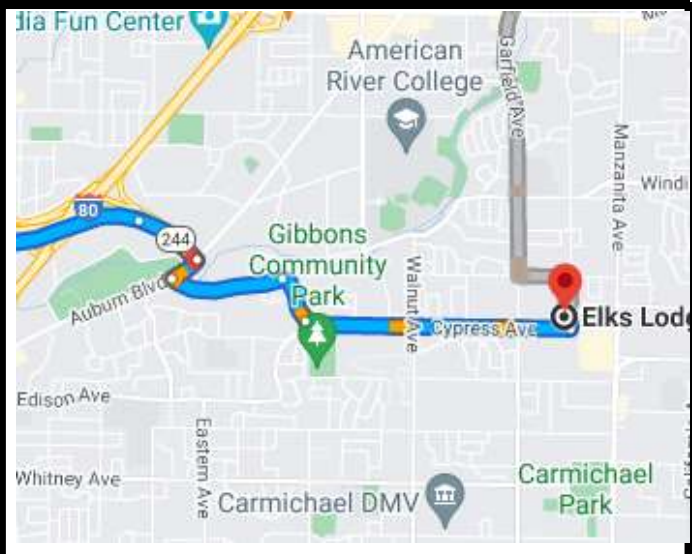 dia Fun Center
American
River College
Garfield Ave
Manzanita Ave
80
244
Gibbons
Community
Park
Auburn Blvd
Walnut Ave
Cypress Ave
Elks Lodg
Edison Ave
Eastern Ave
Whitney Ave
Carmichael DMV
Carmichael
Park